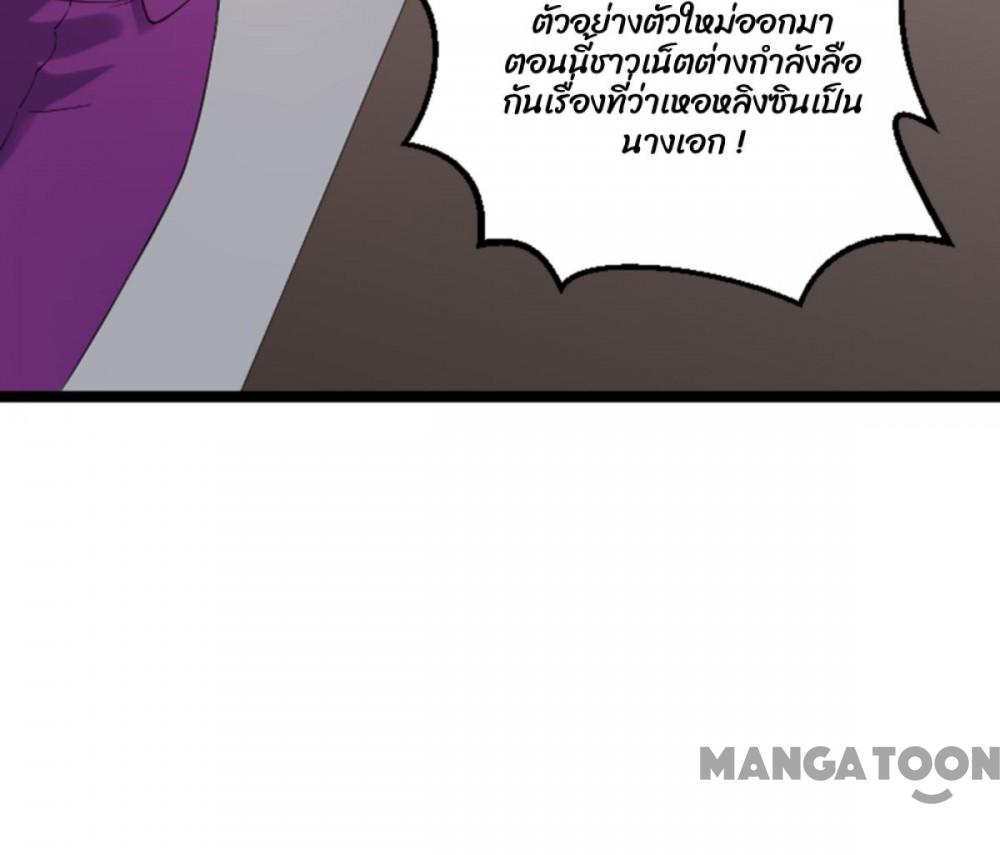 ตัวอย่างตัวใหม่ออกมา
ตอนนี้ชาวเน็ตต่างกำลังลือ
กันเรื่องที่ว่าเหอหลิงซินเป็น
นางเอก !
MANGATOON